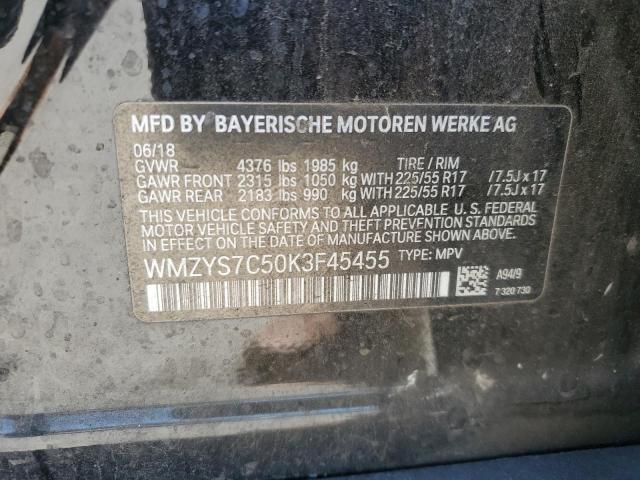 MFD BY BAYERISCHE MOTOREN WERKE AG
06/18
GVWR 4376 lbs 1985 kg TIRE / RIM
GAWR FRONT 2315 lbs 1050 kg WITH 225/55 R17 /7.5J x 17
GAWR REAR 2183 lbs 990 kg WITH 225/55 R17 /7.5J x 17
THIS VEHICLE CONFORMS TO ALL APPLICABLE U.S. FEDERAL
MOTOR VEHICLE SAFETY AND THEFT PREVENTION STANDARDS
IN EFFECT ON THE DATE OF MANUFACTURE SHOWN ABOVE.
WMZYS7C50K3F45455 TYPE: MPV
A94/9
7 320 730